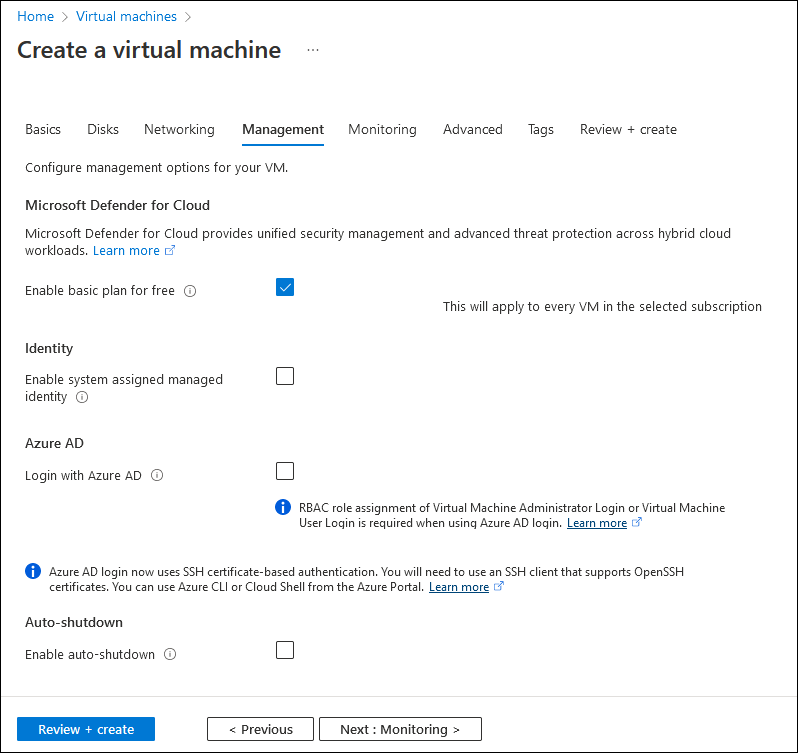 Home > Virtual machines >
Create a virtual machine ...
Basics Disks Networking Management Monitoring Advanced Tags Review + create
Configure management options for your VM.
Microsoft Defender for Cloud
Microsoft Defender for Cloud provides unified security management and advanced threat protection across hybrid cloud
workloads. Learn more
Enable basic plan for free
This will apply to every VM in the selected subscription
Identity
Enable system assigned managed
identity
Azure AD
Login with Azure AD
RBAC role assignment of Virtual Machine Administrator Login or Virtual Machine
User Login is required when using Azure AD login. Learn more
Azure AD login now uses SSH certificate-based authentication. You will need to use an SSH client that supports OpenSSH
certificates. You can use Azure CLI or Cloud Shell from the Azure Portal. Learn more
Auto-shutdown
Enable auto-shutdown
Review + create < Previous Next : Monitoring >